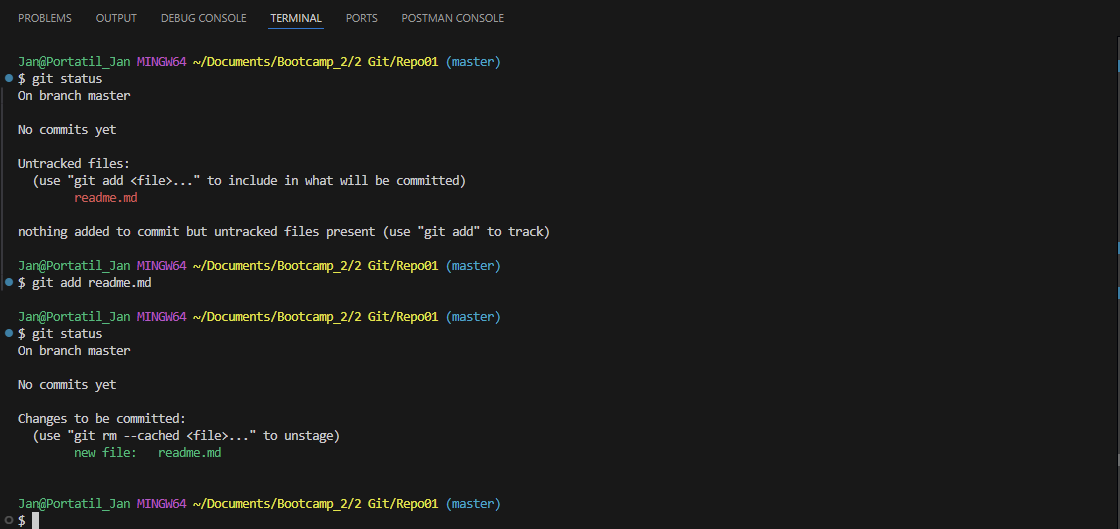 PROBLEMS OUTPUT DEBUG CONSOLE TERMINAL PORTS POSTMAN CONSOLE
Jan@Portatil_Jan MINGW64 ~/Documents/Bootcamp_2/2 Git/Repo01 (master)
$ git status
On branch master
No commits yet
Untracked files:
(use "git add <file>..." to include in what will be committed)
readme.md
nothing added to commit but untracked files present (use "git add" to track)
Jan@Portatil_Jan MINGW64 ~/Documents/Bootcamp_2/2 Git/Repo01 (master)
$ git add readme.md
Jan@Portatil_Jan MINGW64 ~/Documents/Bootcamp_2/2 Git/Repo01 (master)
$ git status
On branch master
No commits yet
Changes to be committed:
(use "git rm --cached <file>..." to unstage)
new file:   readme.md
Jan@Portatil_Jan MINGW64 ~/Documents/Bootcamp_2/2 Git/Repo01 (master)
$